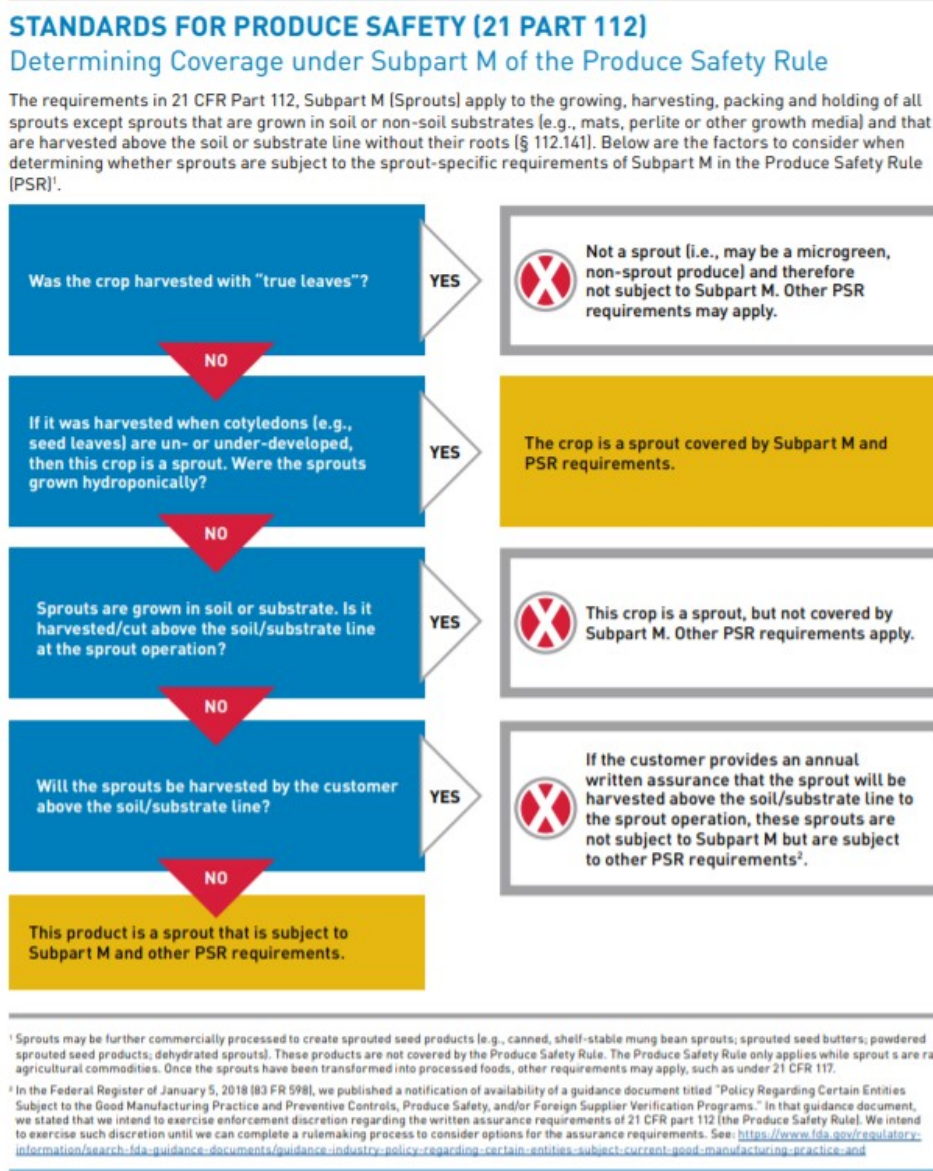 STANDARDS FOR PRODUCE SAFETY (21 PART 112)
Determining Coverage under Subpart M of the Produce Safety Rule
The requirements in 21 CFR Part 112, Subpart M (Sprouts) apply to the growing, harvesting, packing and holding of all
sprouts except sprouts that are grown in soil or non-soil substrates (e.g., mats, perlite or other growth media) and that
are harvested above the soil or substrate line without their roots (§ 112.141). Below are the factors to consider when
determining whether sprouts are subject to the sprout-specific requirements of Subpart M in the Produce Safety Rule
(PSR)¹.
Was the crop harvested with “true leaves”?
YES
Not a sprout (i.e., may be a microgreen,
non-sprout produce) and therefore
not subject to Subpart M. Other PSR
requirements may apply.
NO
If it was harvested when cotyledons (e.g.,
seed leaves) are un- or under-developed,
then this crop is a sprout. Were the sprouts
grown hydroponically?
YES
The crop is a sprout covered by Subpart M and
PSR requirements.
NO
Sprouts are grown in soil or substrate. Is it
harvested/cut above the soil/substrate line
at the sprout operation?
YES
This crop is a sprout, but not covered by
Subpart M. Other PSR requirements apply.
NO
Will the sprouts be harvested by the customer
above the soil/substrate line?
YES
If the customer provides an annual
written assurance that the sprout will be
harvested above the soil/substrate line to
the sprout operation, these sprouts are
not subject to Subpart M but are subject
to other PSR requirements².
NO
This product is a sprout that is subject to
Subpart M and other PSR requirements.
¹ Sprouts may be further commercially processed to create sprouted seed products (e.g., canned, shelf-stable mung bean sprouts; sprouted seed butters; powdered
sprouted seed products; dehydrated sprouts). These products are not covered by the Produce Safety Rule. The Produce Safety Rule only applies while sprout s are ra
agricultural commodities. Once the sprouts have been transformed into processed foods, other requirements may apply, such as under 21 CFR 117.
² In the Federal Register of January 5, 2018 (83 FR 598), we published a notification of availability of a guidance document titled “Policy Regarding Certain Entities
Subject to the Good Manufacturing Practice and Preventive Controls, Produce Safety, and/or Foreign Supplier Verification Programs.” In that guidance document,
we stated that we intend to exercise enforcement discretion regarding the written assurance requirements of 21 CFR part 112 (the Produce Safety Rule). We intend
to exercise such discretion until we can complete a rulemaking process to consider options for the assurance requirements. See: https://www.fda.gov/regulatory-
information/search-fda-guidance-documents/guidance-industry-policy-regarding-certain-entities-subject-current-good-manufacturing-practice-and